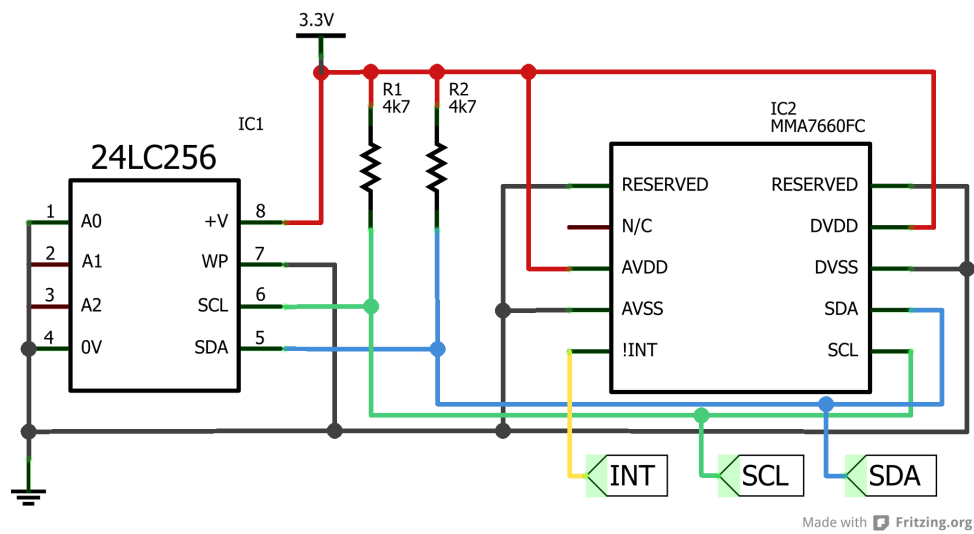 3.3V
R1
4k7
R2
4k7
IC1
24LC256
1 A0
2 A1
3 A2
4 0V
+V 8
WP 7
SCL 6
SDA 5
IC2
MMA7660FC
RESERVED
N/C
AVDD
AVSS
!INT
RESERVED
DVDD
DVSS
SDA
SCL
INT
SCL
SDA
Made with Fritzing.org